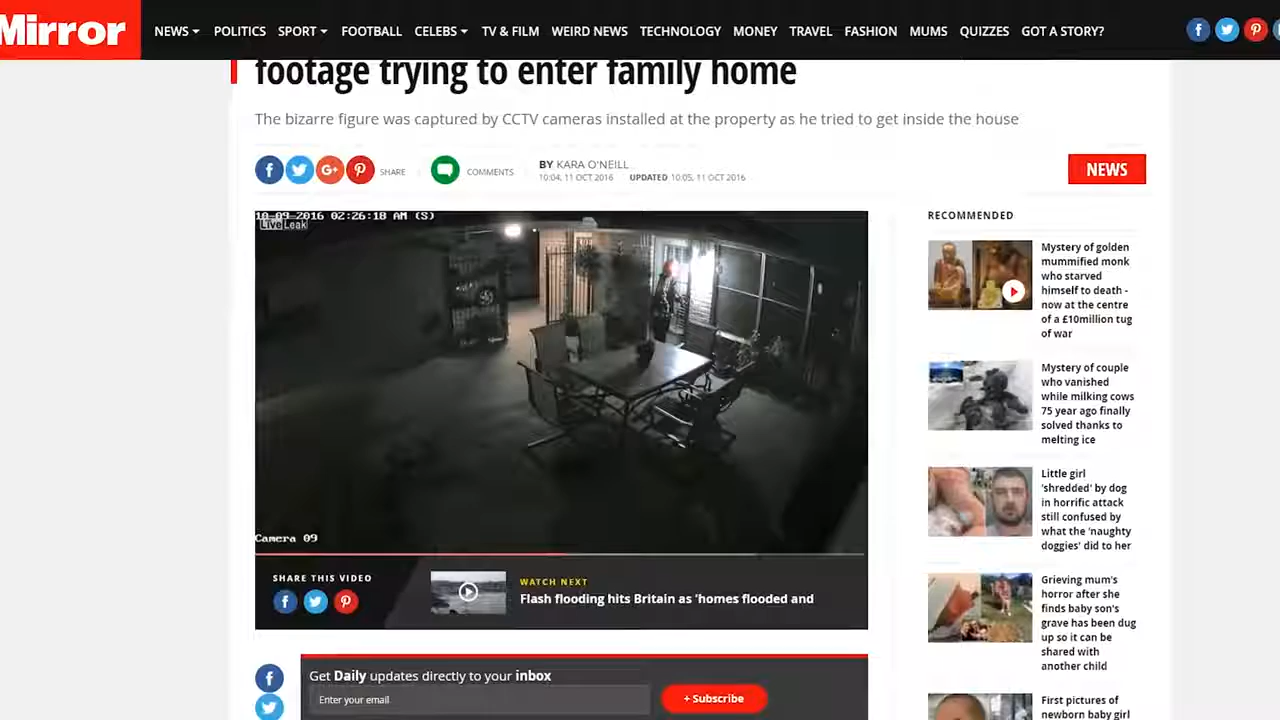 Mirror
NEWS POLITICS SPORT FOOTBALL CELEBS TV & FILM WEIRD NEWS TECHNOLOGY MONEY TRAVEL FASHION MUMS QUIZZES GOT A STORY?
footage trying to enter family home
The bizarre figure was captured by CCTV cameras installed at the property as he tried to get inside the house
SHARE
COMMENTS
BY KARA O'NEILL
10:04, 11 OCT 2016 UPDATED 10:05, 11 OCT 2016
NEWS
10-09-2016 02:26:18 AM (S)
LiveLeak
Camera 09
SHARE THIS VIDEO
WATCH NEXT
Flash flooding hits Britain as 'homes flooded and
Get Daily updates directly to your inbox
Enter your email
+ Subscribe
RECOMMENDED
Mystery of golden
mummified monk
who starved
himself to death -
now at the centre
of a £10million tug
of war
Mystery of couple
who vanished
while milking cows
75 year ago finally
solved thanks to
melting ice
Little girl
'shredded' by dog
in horrific attack
still confused by
what the 'naughty
doggies' did to her
Grieving mum's
horror after she
finds baby son's
grave has been dug
up so it can be
shared with
another child
First pictures of
newborn baby girl